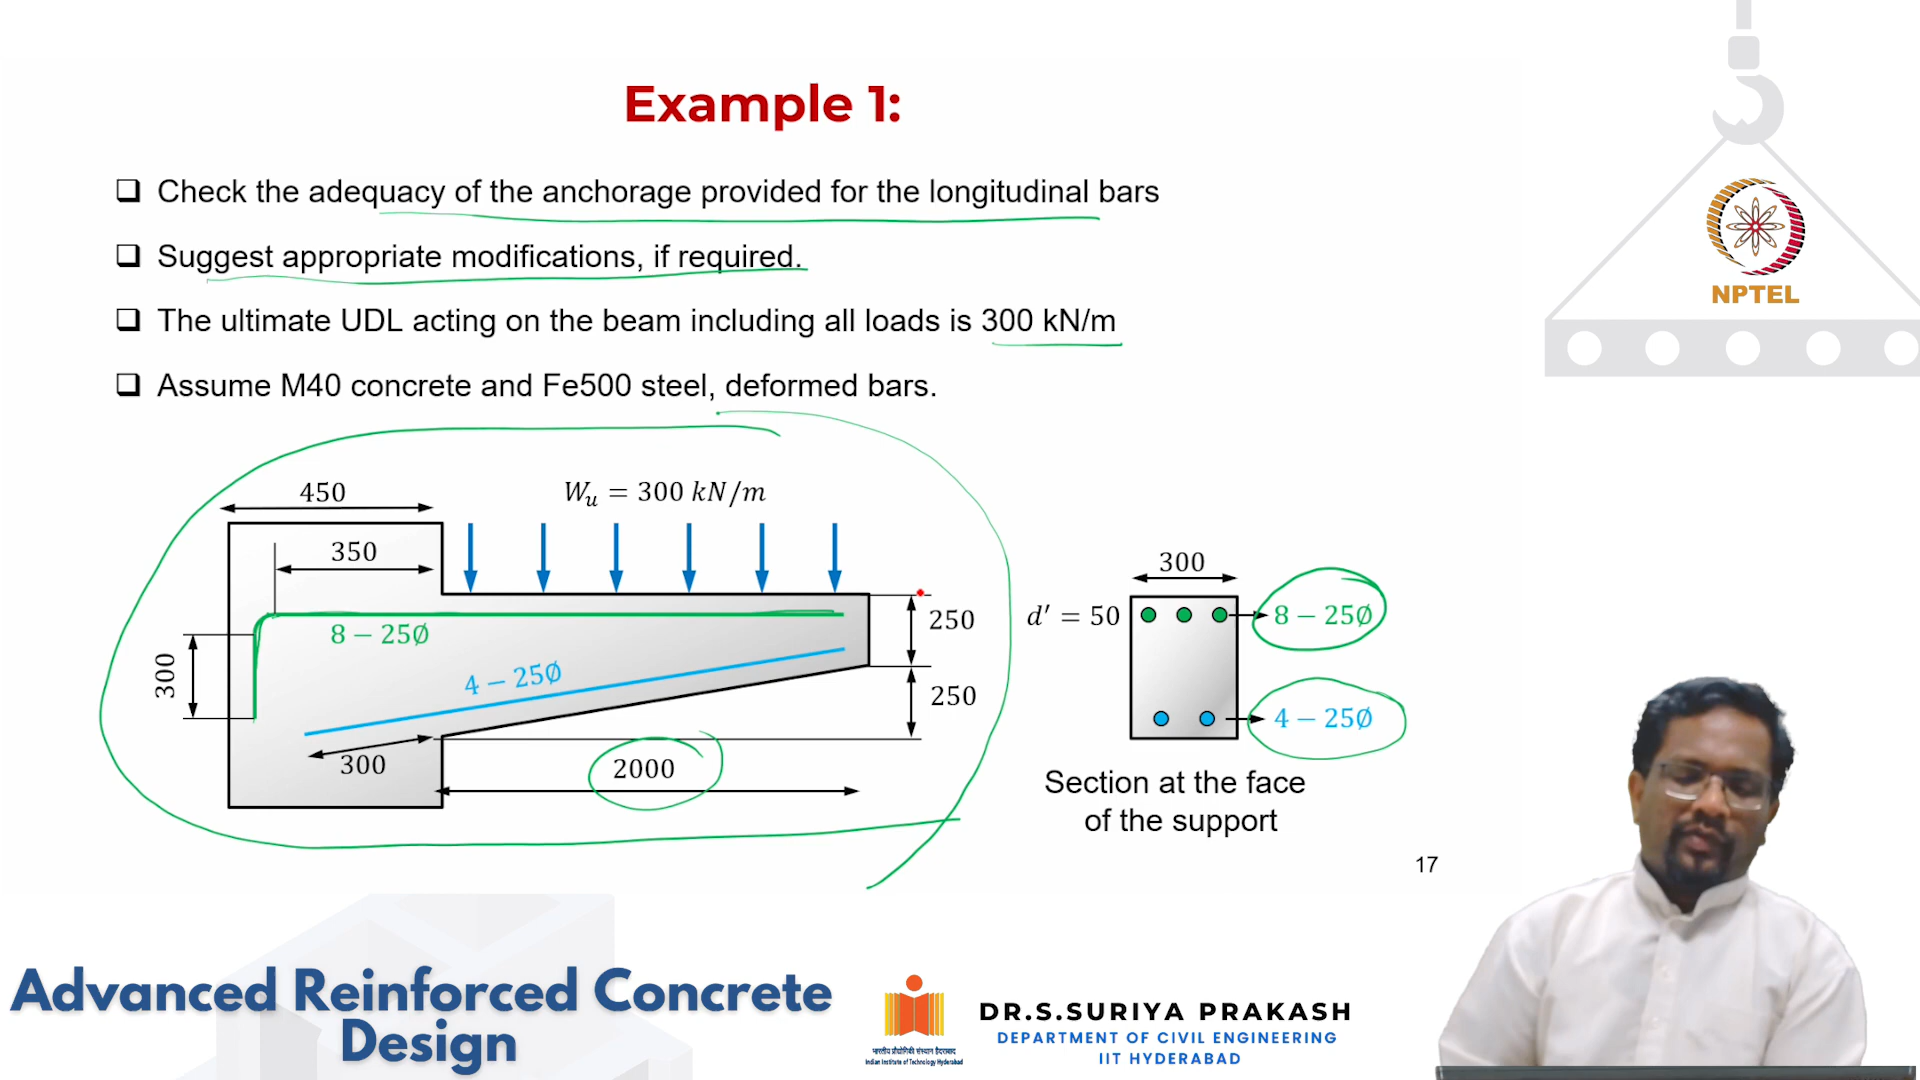 Example 1:
❑ Check the adequacy of the anchorage provided for the longitudinal bars
❑ Suggest appropriate modifications, if required.
❑ The ultimate UDL acting on the beam including all loads is 300 kN/m
❑ Assume M40 concrete and Fe500 steel, deformed bars.
NPTEL
450
W_u = 300 kN/m
350
300
8 − 25∅
4 − 25∅
300
2000
250
250
300
d′ = 50
8 − 25∅
4 − 25∅
Section at the face
of the support
17
Advanced Reinforced Concrete
Design
भारतीय प्रौद्योगिकी संस्थान हैदराबाद
Indian Institute of Technology Hyderabad
DR.S.SURIYA PRAKASH
DEPARTMENT OF CIVIL ENGINEERING
IIT HYDERABAD